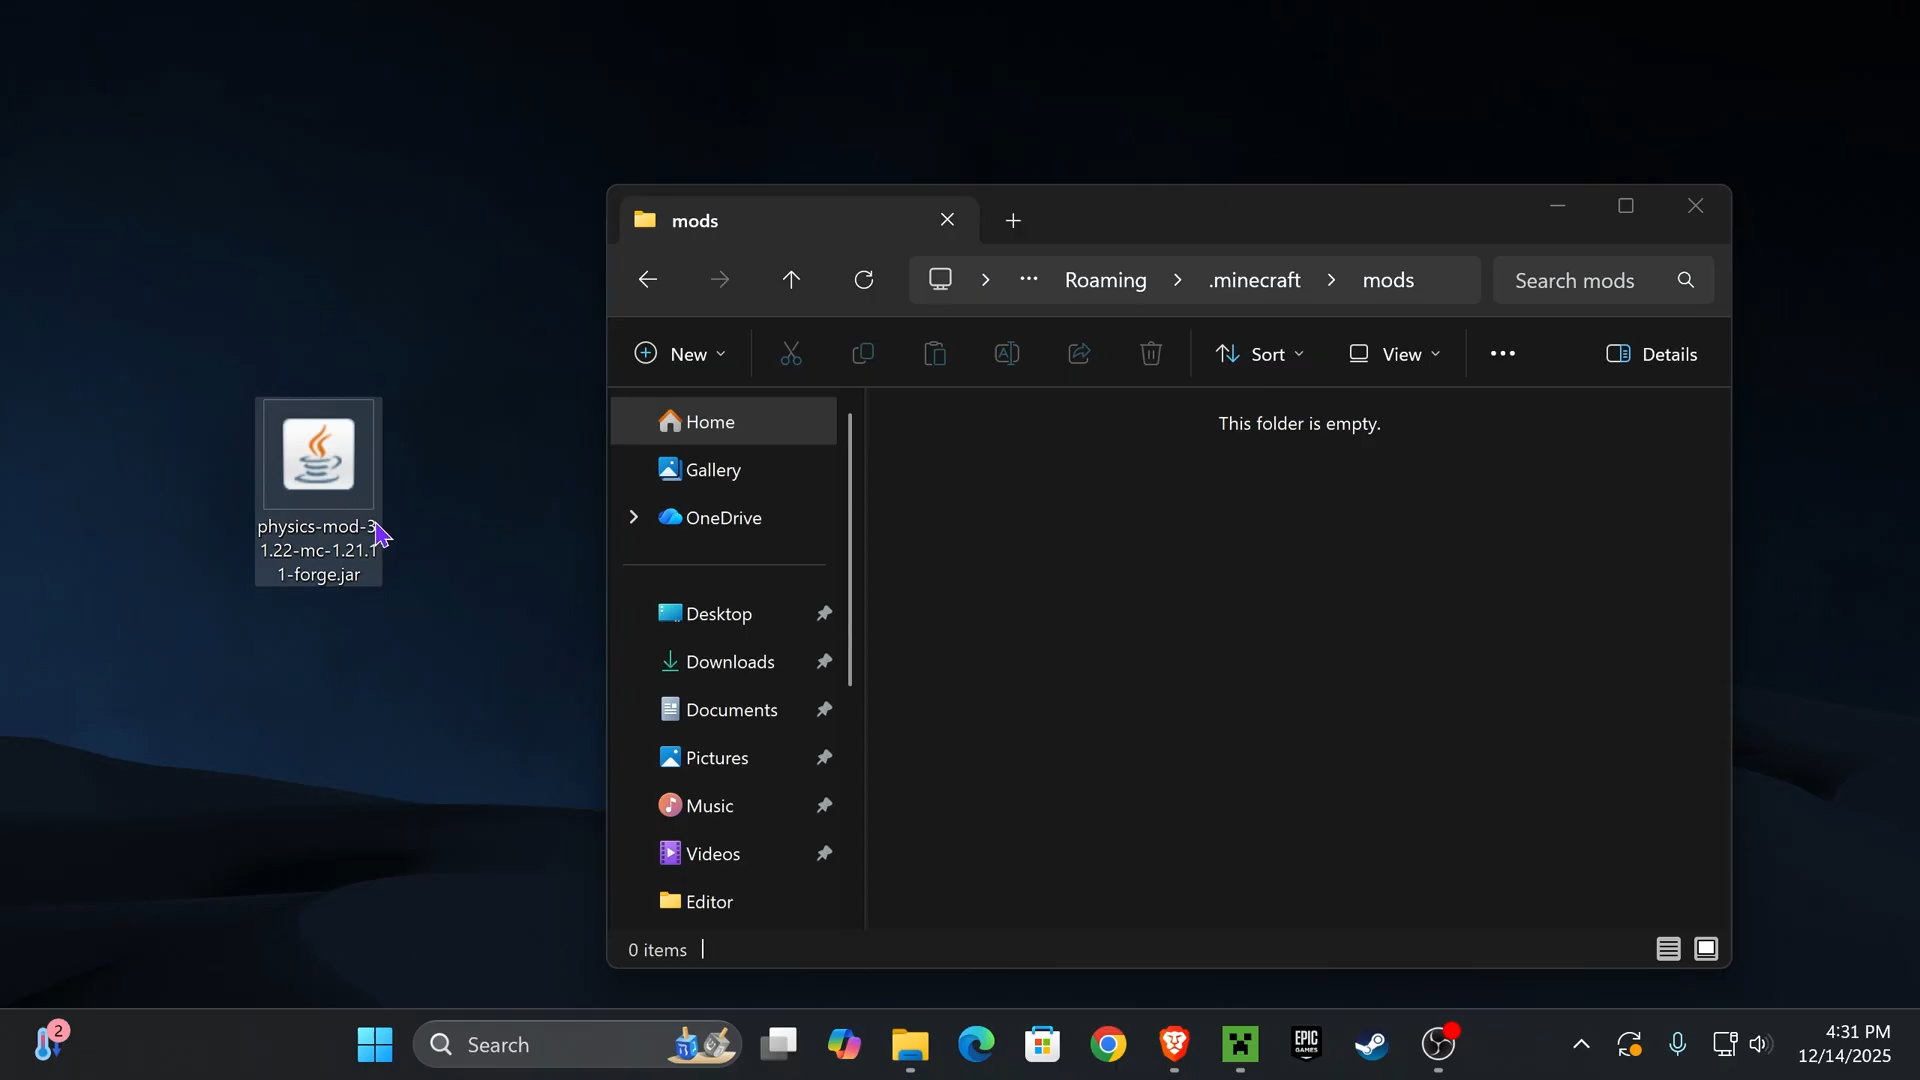 mods
Roaming
.minecraft
mods
Search mods
New
Sort
View
Details
Home
Gallery
OneDrive
Desktop
Downloads
Documents
Pictures
Music
Videos
Editor
This folder is empty.
0 items
physics-mod-3
1.22-mc-1.21.1
1-forge.jar
2
Search
EPIC
GAMES
4:31 PM
12/14/2025